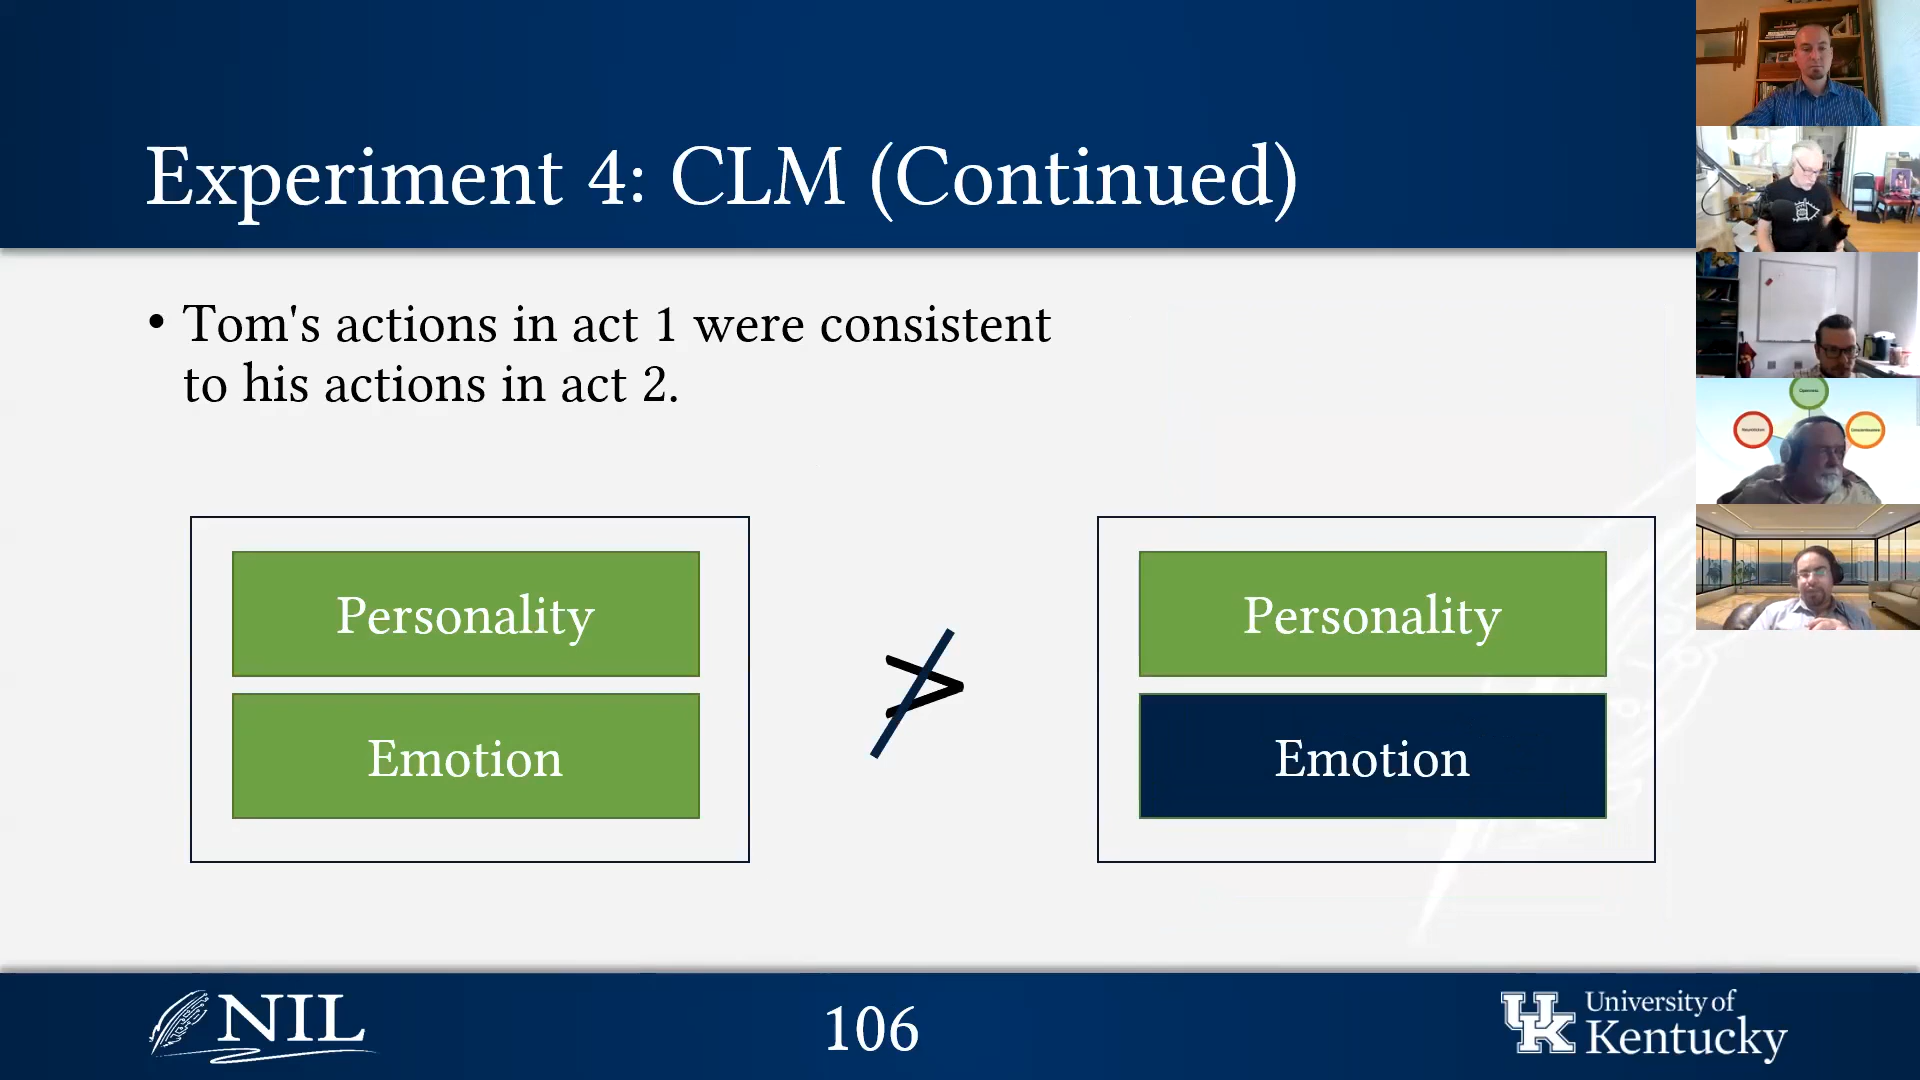 Experiment 4: CLM (Continued)
• Tom's actions in act 1 were consistent
to his actions in act 2.
Personality
Emotion
≯
Personality
Emotion
NIL
106
UK
University of
Kentucky